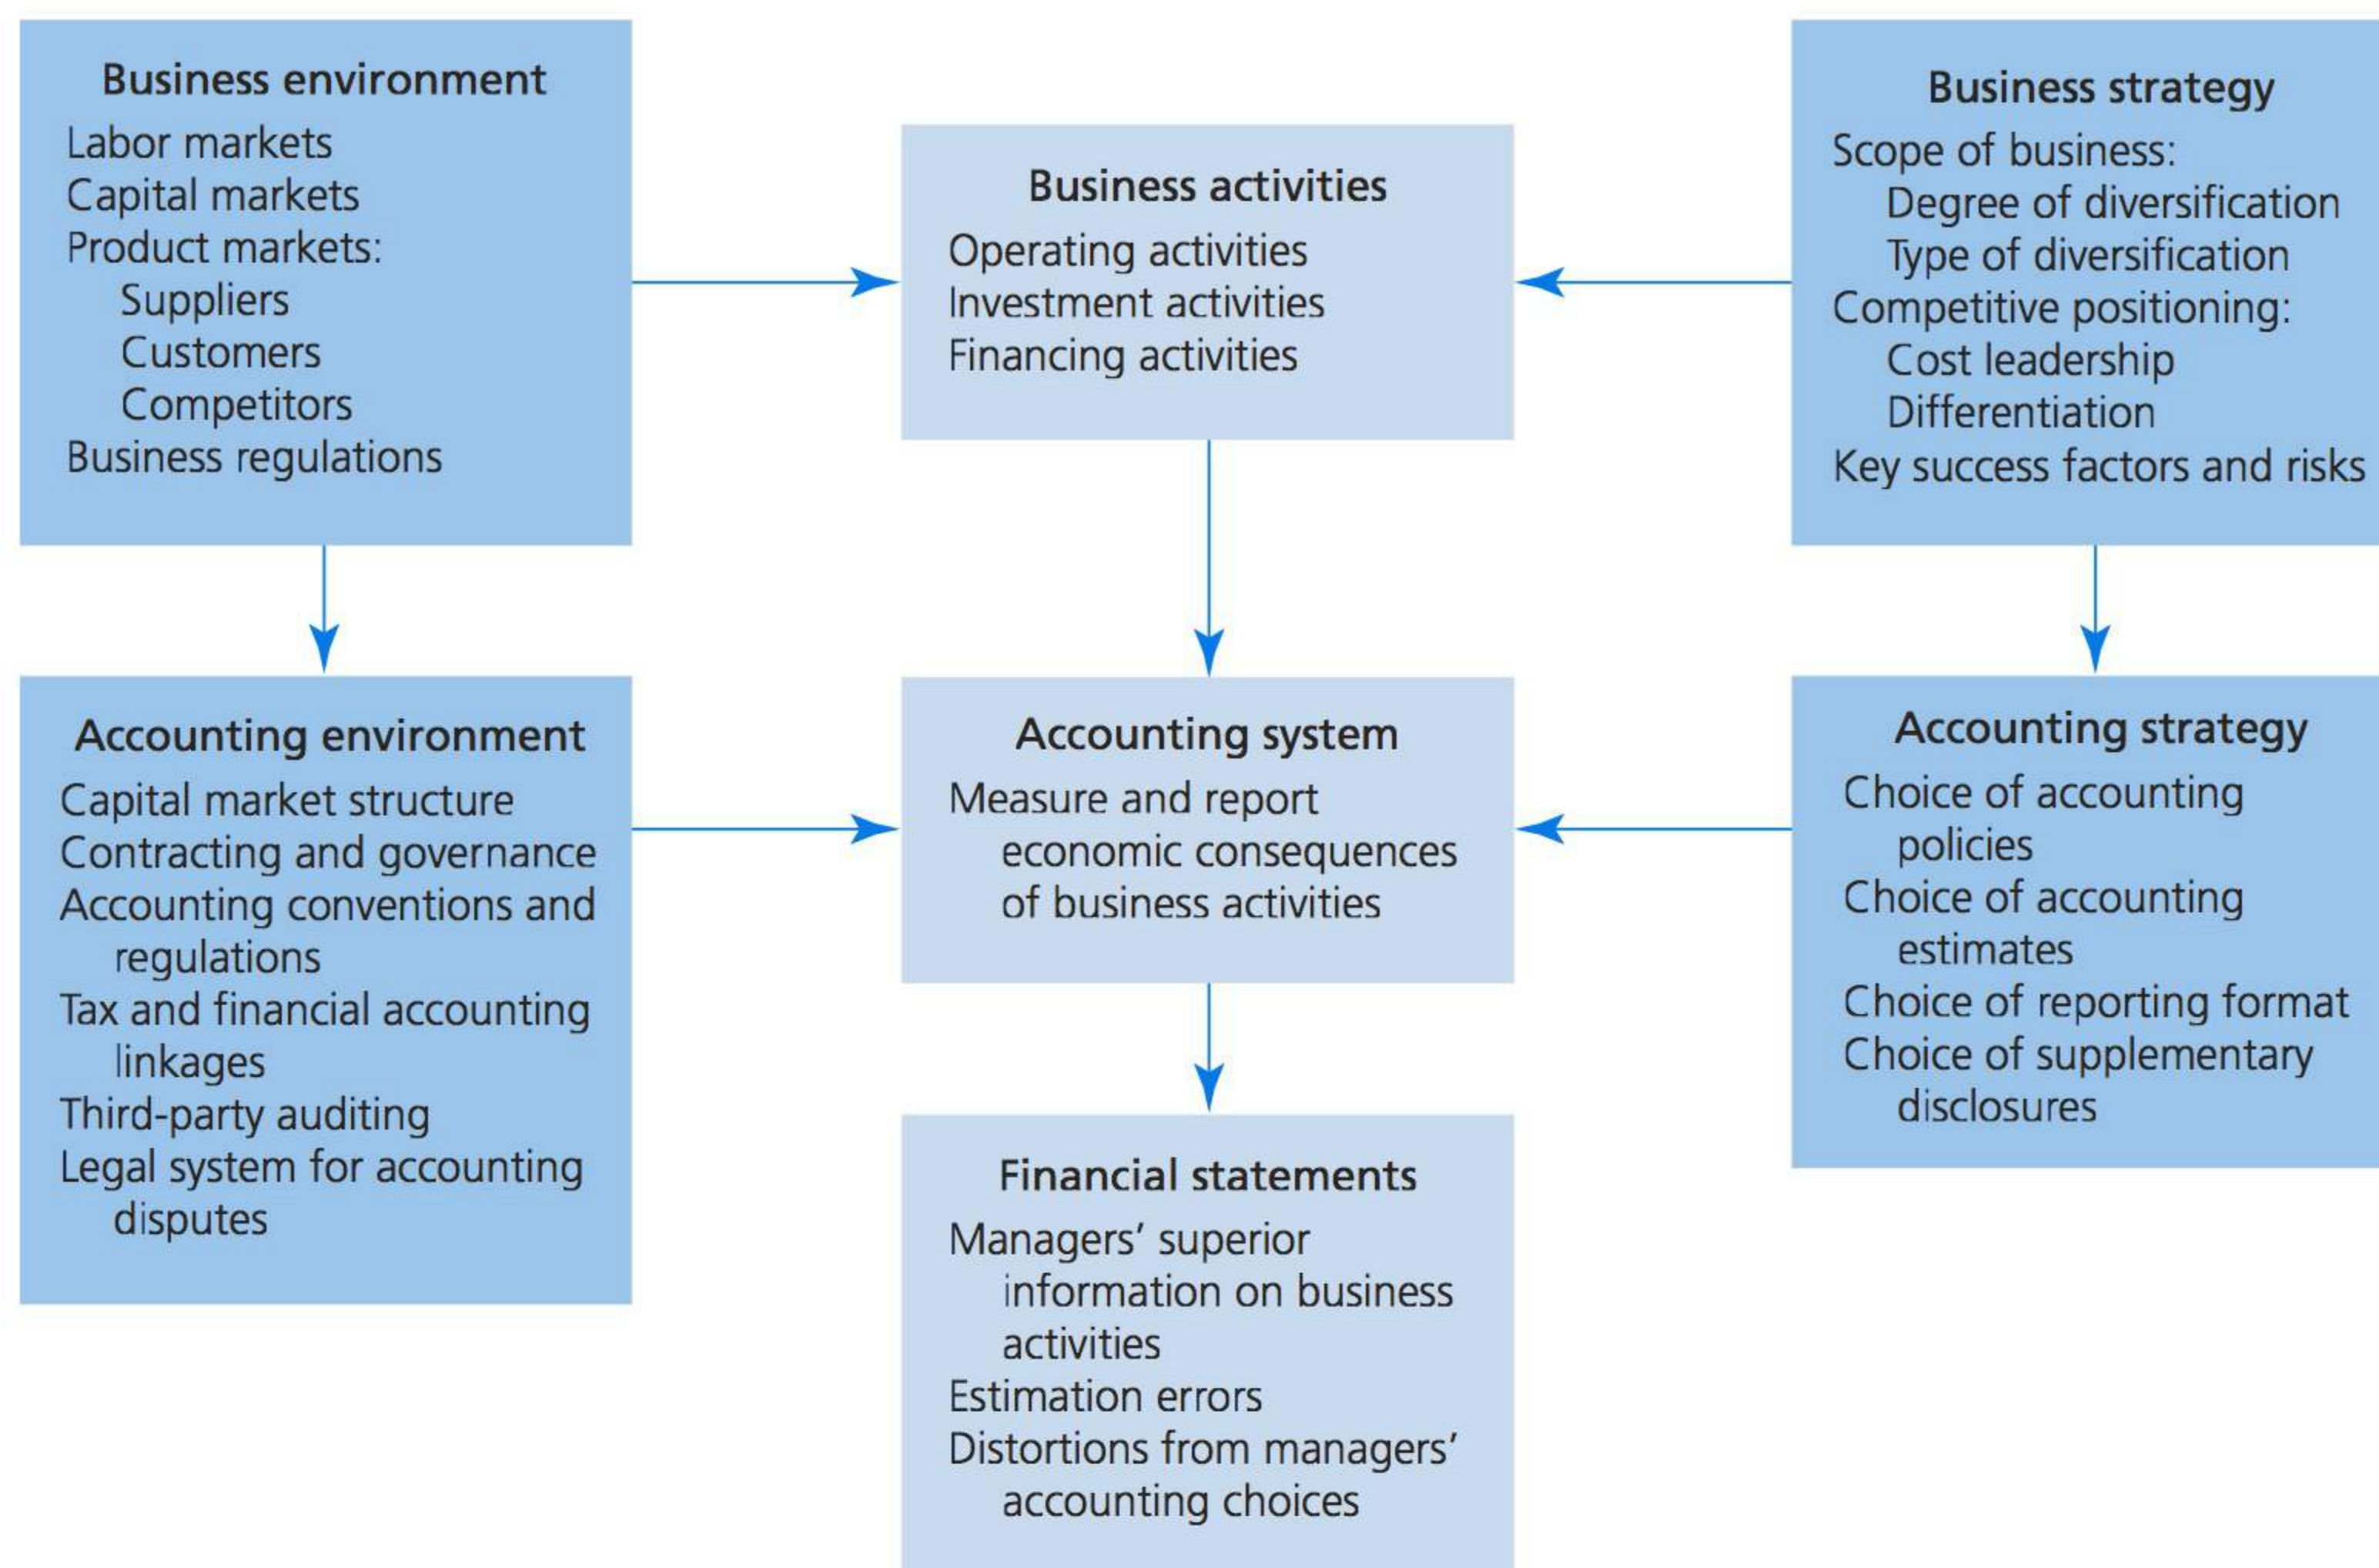 Business environment
Labor markets
Capital markets
Product markets:
Suppliers
Customers
Competitors
Business regulations
Business activities
Operating activities
Investment activities
Financing activities
Business strategy
Scope of business:
Degree of diversification
Type of diversification
Competitive positioning:
Cost leadership
Differentiation
Key success factors and risks
Accounting environment
Capital market structure
Contracting and governance
Accounting conventions and
regulations
Tax and financial accounting
linkages
Third-party auditing
Legal system for accounting
disputes
Accounting system
Measure and report
economic consequences
of business activities
Accounting strategy
Choice of accounting
policies
Choice of accounting
estimates
Choice of reporting format
Choice of supplementary
disclosures
Financial statements
Managers’ superior
information on business
activities
Estimation errors
Distortions from managers’
accounting choices